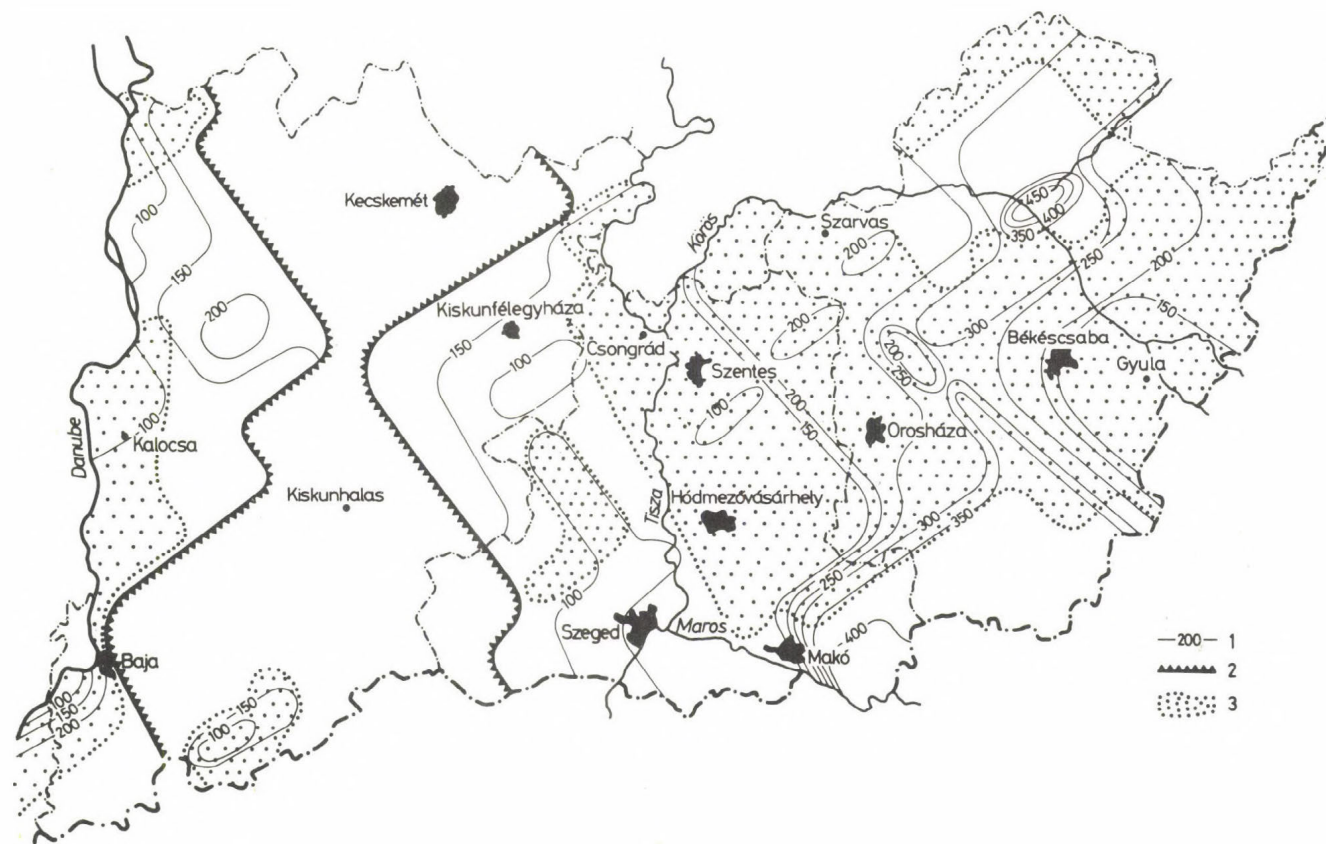 450
400
350
100
Kecskemét
Szarvas
Körös
200
150
250
200
200
Kiskunfélegyháza
150
100
Csongrád
200
300
150
Békéscsaba
Gyula
200
250
Szentes
100
200
150
Orosháza
100
Kalocsa
Danube
Kiskunhalas
Tisza
Hódmezővásárhely
300
350
250
100
Szeged
Maros
Makó
400
Baja
100
150
200
150
100
200 1
2
3